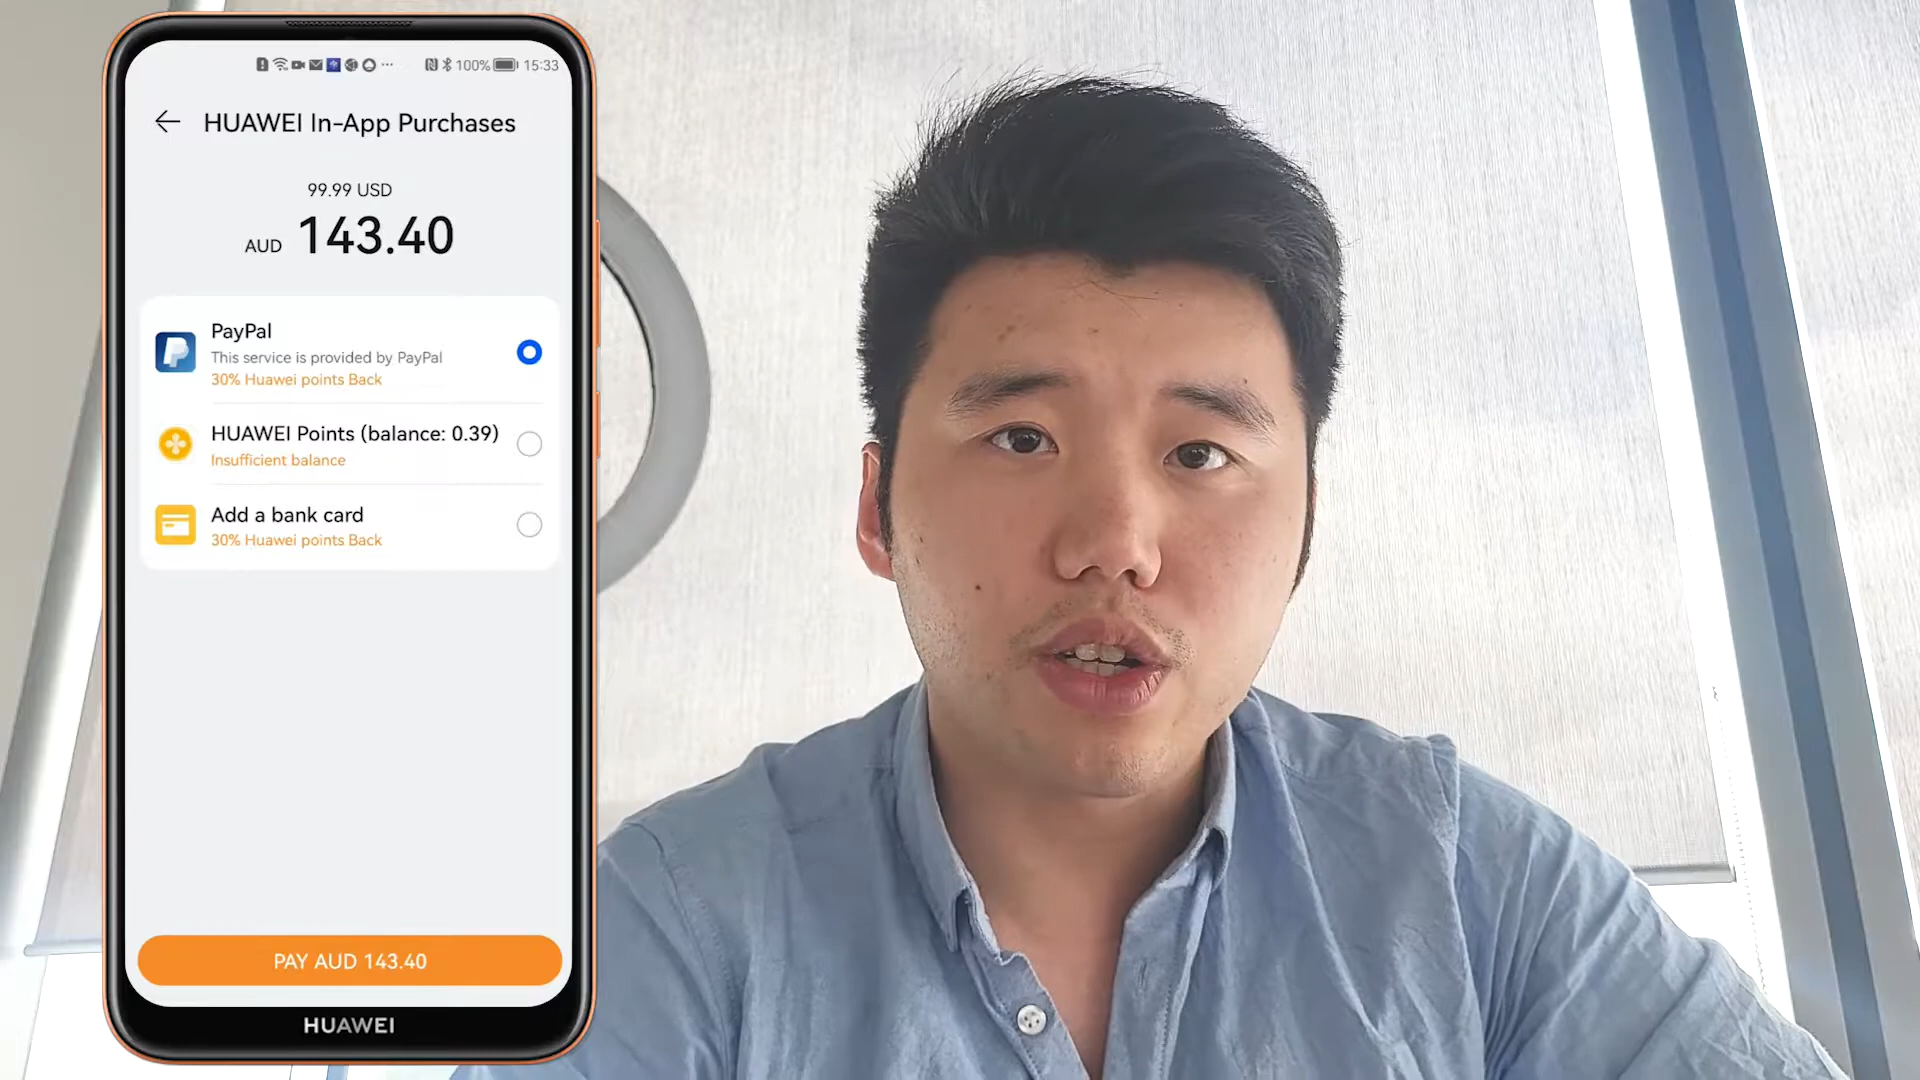 100% 15:33
HUAWEI In-App Purchases
99.99 USD
AUD 143.40
PayPal
This service is provided by PayPal
30% Huawei points Back
HUAWEI Points (balance: 0.39)
Insufficient balance
Add a bank card
30% Huawei points Back
PAY AUD 143.40
HUAWEI